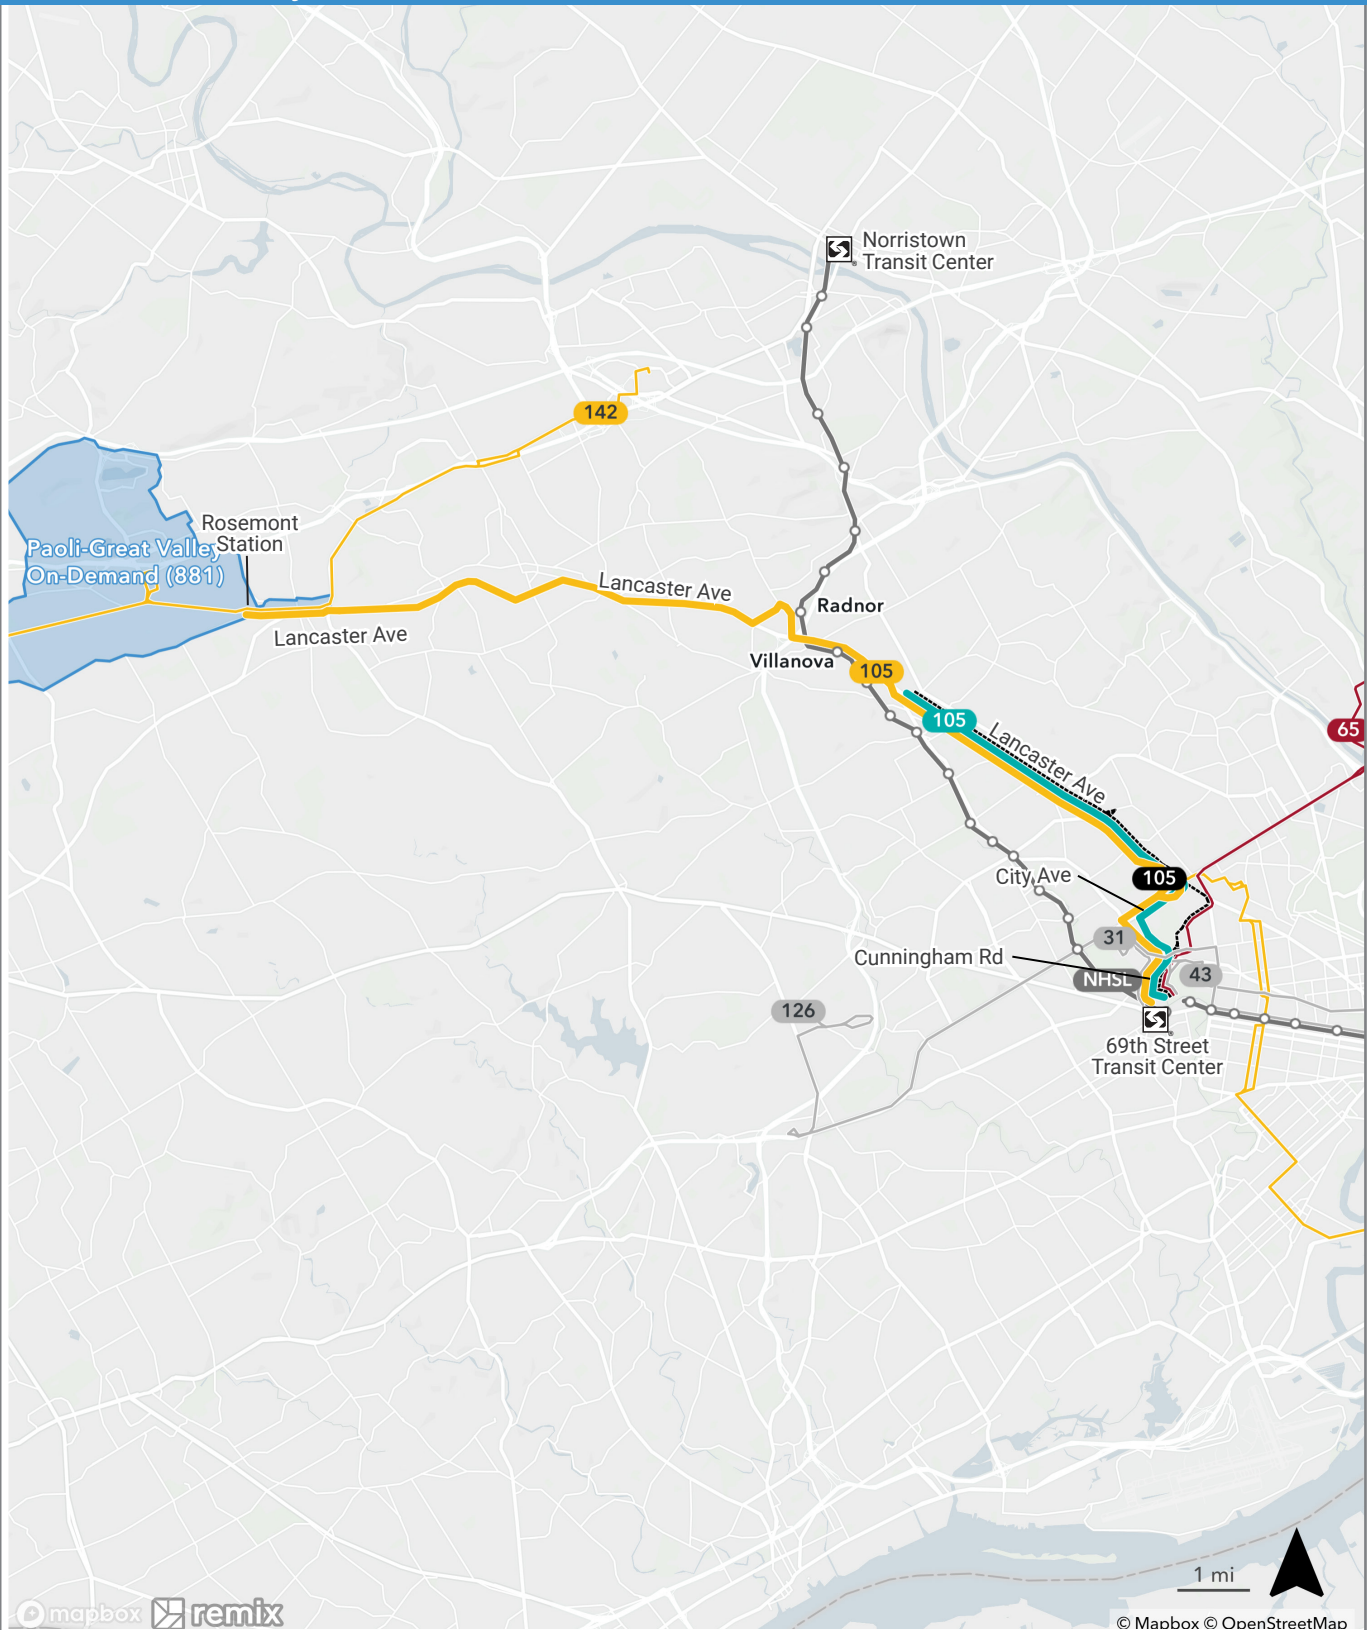 Norristown
Transit Center
142
Rosemont
Station
Paoli-Great Valley
On-Demand (881)
Lancaster Ave
Radnor
Lancaster Ave
Villanova
105
105
Lancaster Ave
65
City Ave
105
31
Cunningham Rd
NHSL
43
126
69th Street
Transit Center
1 mi
mapbox
remix
© Mapbox © OpenStreetMap